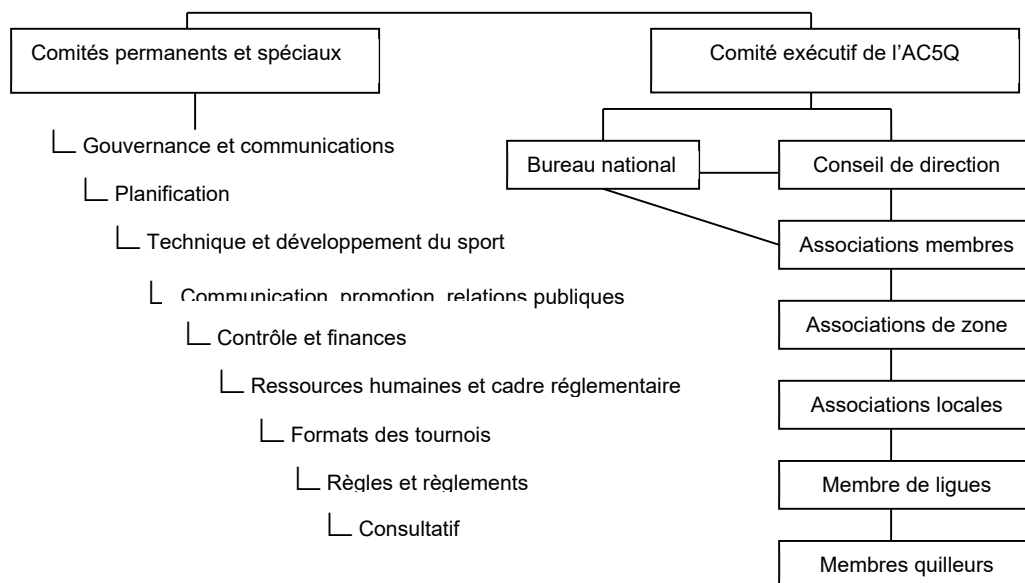 Comités permanents et spéciaux
Comité exécutif de l'AC5Q
Gouvernance et communications
Planification
Technique et développement du sport
Communication, promotion, relations publiques
Contrôle et finances
Ressources humaines et cadre réglementaire
Formats des tournois
Règles et règlements
Consultatif
Bureau national
Conseil de direction
Associations membres
Associations de zone
Associations locales
Membre de ligues
Membres quilleurs